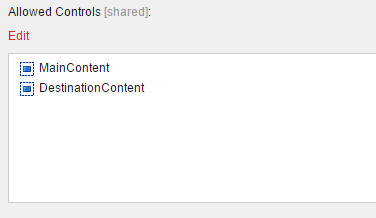 Allowed Controls [shared]:
Edit
MainContent
DestinationContent